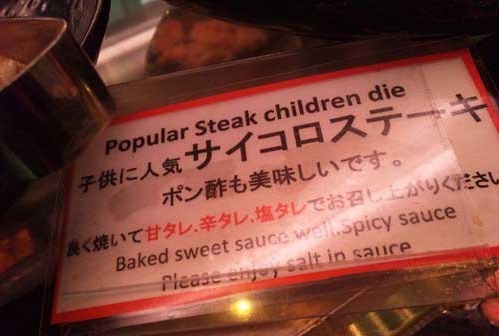 Popular Steak children die
子供に人気サイコロステーキ
ポン酢も美味しいです。
良く焼いて甘タレ.辛タレ.塩タレでお召し上がりください
Baked sweet sauce well.Spicy sauce
Please enjoy salt in sauce